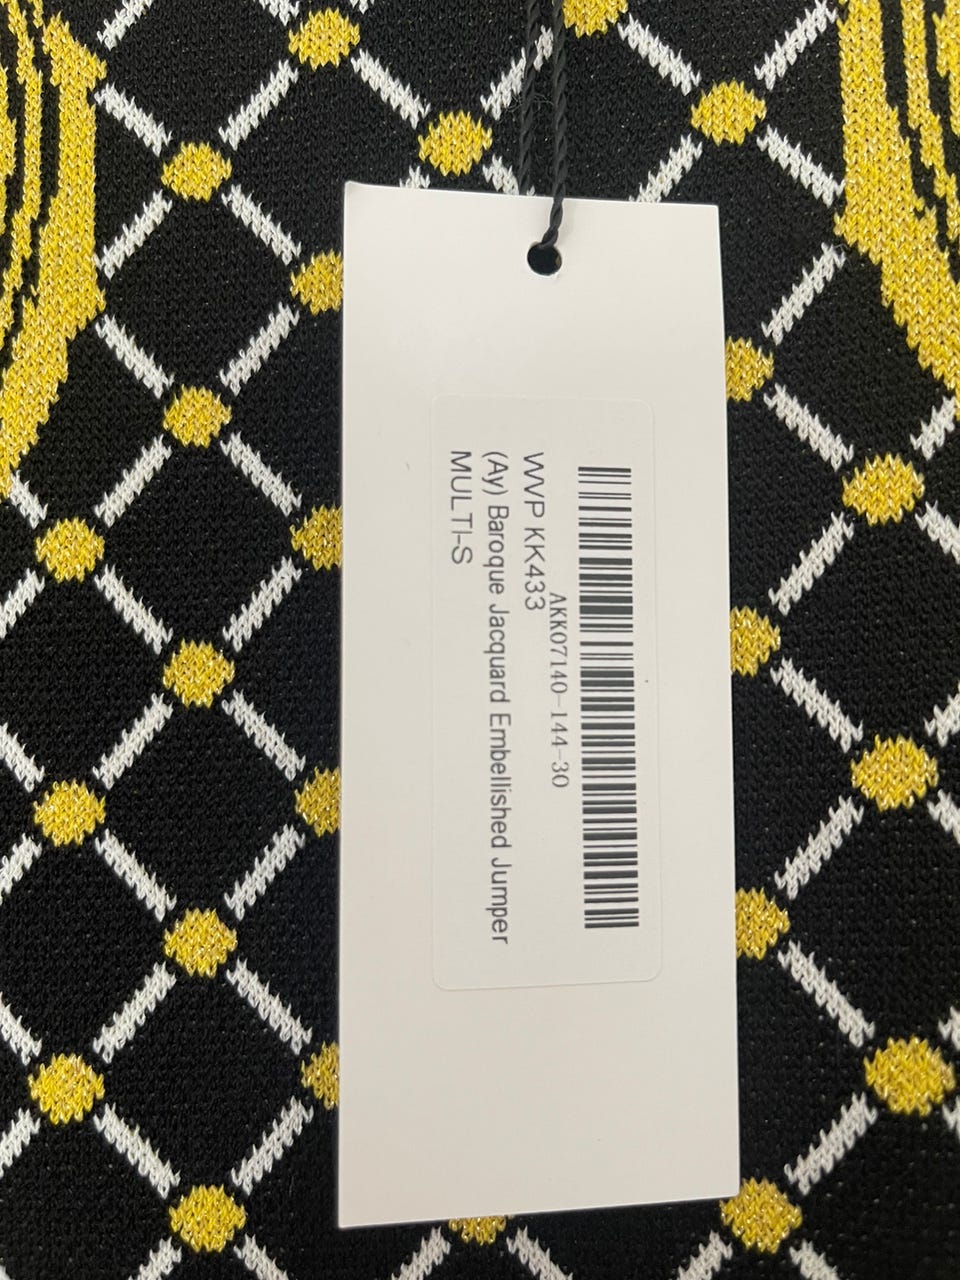 AKK07140-144-30
WVP KK433
(Ay) Baroque Jacquard Embellished Jumper
MULTI-S